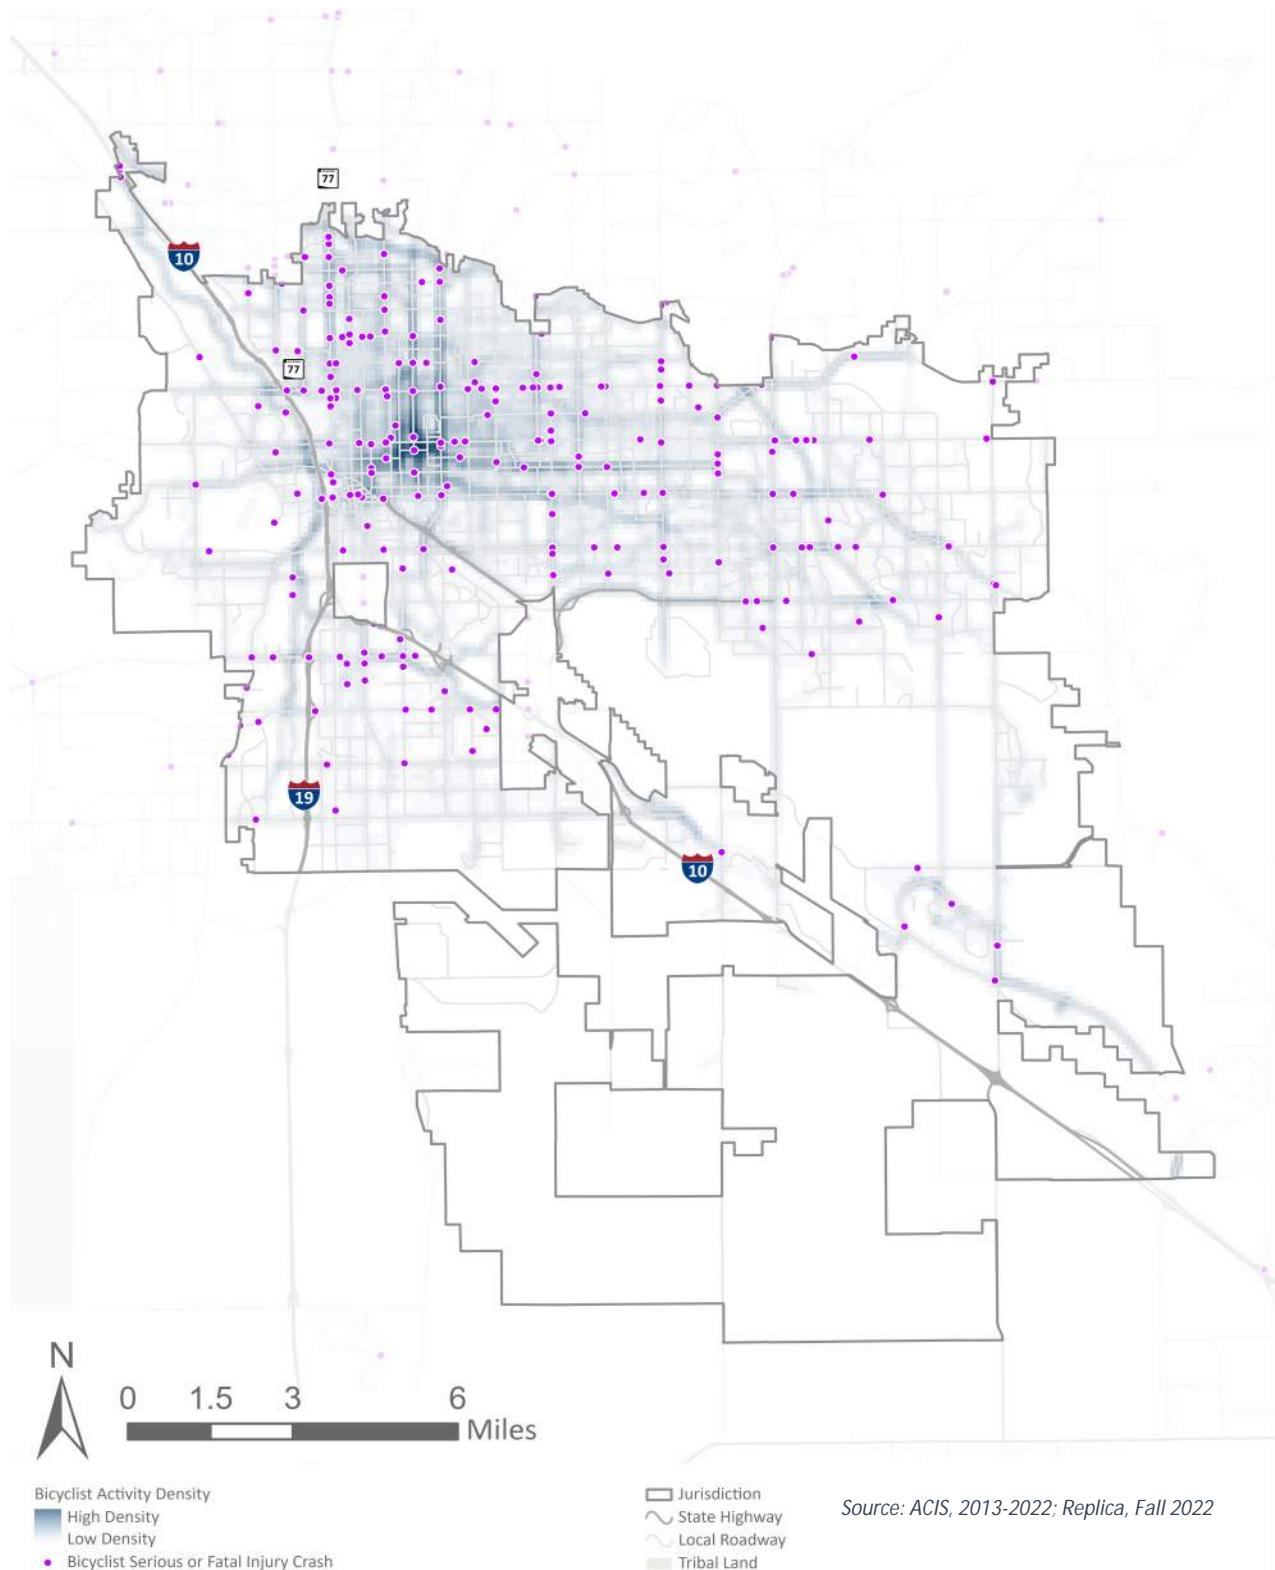 77
10
77
19
10
N
0 1.5 3 6
Miles
Bicyclist Activity Density
High Density
Low Density
Bicyclist Serious or Fatal Injury Crash
Jurisdiction
State Highway
Local Roadway
Tribal Land
Source: ACIS, 2013-2022; Replica, Fall 2022